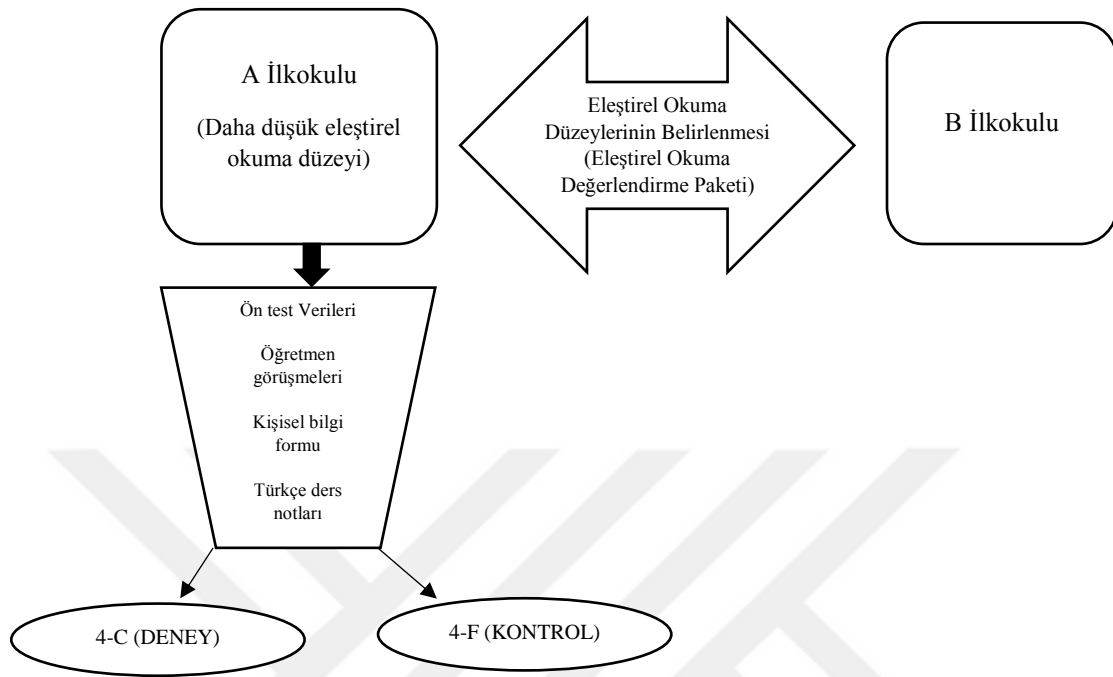 A İlkokulu
(Daha düşük eleştirel
okuma düzeyi)
Eleştirel Okuma
Düzeylerinin Belirlenmesi
(Eleştirel Okuma
Değerlendirme Paketi)
B İlkokulu
Ön test Verileri
Öğretmen
görüşmeleri
Kişisel bilgi
formu
Türkçe ders
notları
4-C (DENEY)
4-F (KONTROL)